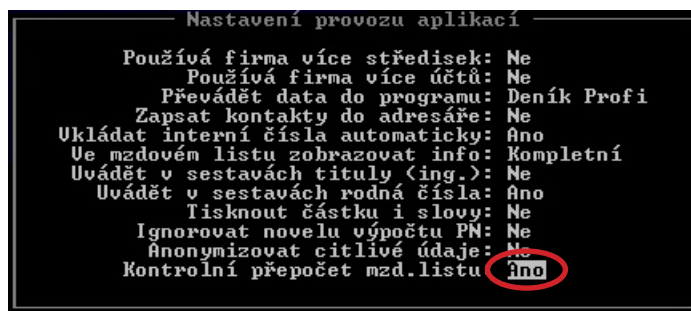 Nastavení provozu aplikací
Používá firma více středisek: Ne
Používá firma více účtů: Ne
Převádět data do programu: Deník Profi
Zapsat kontakty do adresáře: Ne
Vkládat interní čísla automaticky: Ano
Ve mzdovém listu zobrazovat info: Kompletní
Uvádět v sestavách tituly (ing.): Ne
Uvádět v sestavách rodná čísla: Ano
Tisknout částku i slovy: Ne
Ignorovat novelu výpočtu PN: Ne
Anonymizovat citlivé údaje: Ne
Kontrolní přepočet mzd.listu: Ano